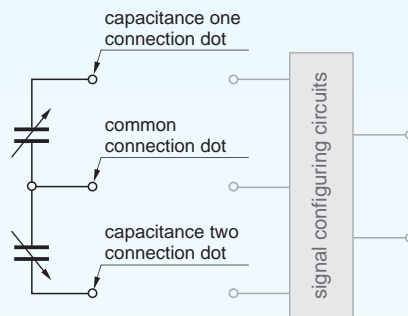 capacitance one
connection dot
common
connection dot
capacitance two
connection dot
signal configuring circuits